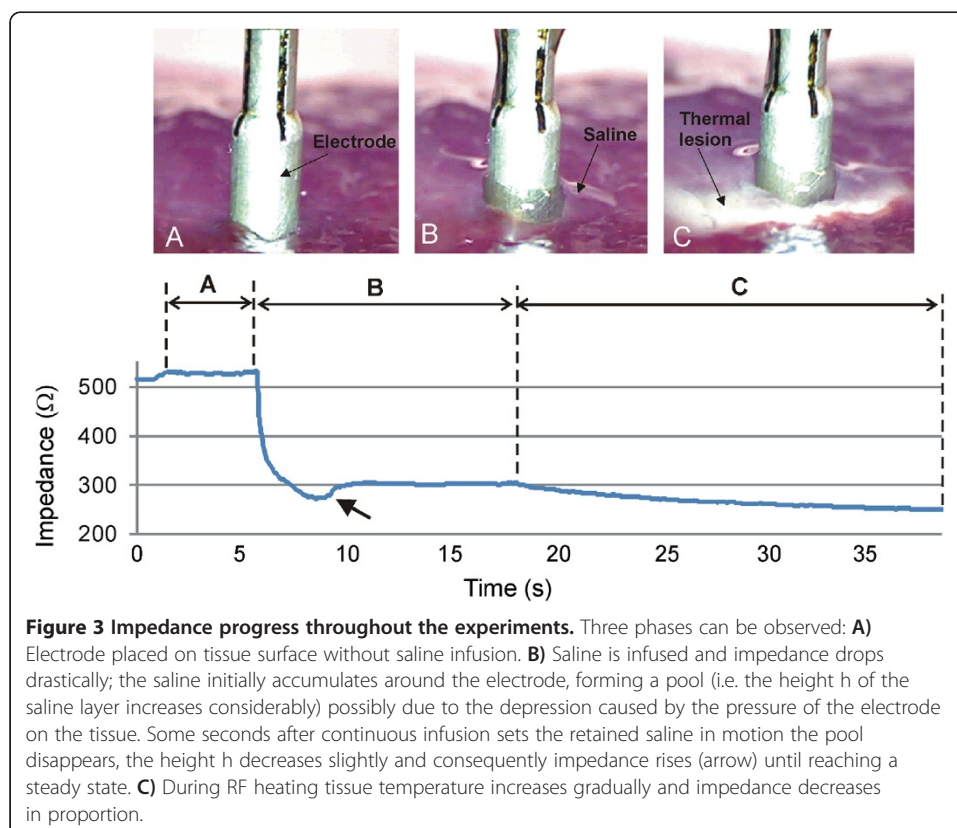 Electrode
A
Saline
B
Thermal
lesion
C
A
B
C
Impedance (Ω)
500
400
300
200
0
5
10
15
20
25
30
35
Time (s)
Figure 3 Impedance progress throughout the experiments. Three phases can be observed: A)
Electrode placed on tissue surface without saline infusion. B) Saline is infused and impedance drops
drastically; the saline initially accumulates around the electrode, forming a pool (i.e. the height h of the
saline layer increases considerably) possibly due to the depression caused by the pressure of the electrode
on the tissue. Some seconds after continuous infusion sets the retained saline in motion the pool
disappears, the height h decreases slightly and consequently impedance rises (arrow) until reaching a
steady state. C) During RF heating tissue temperature increases gradually and impedance decreases
in proportion.